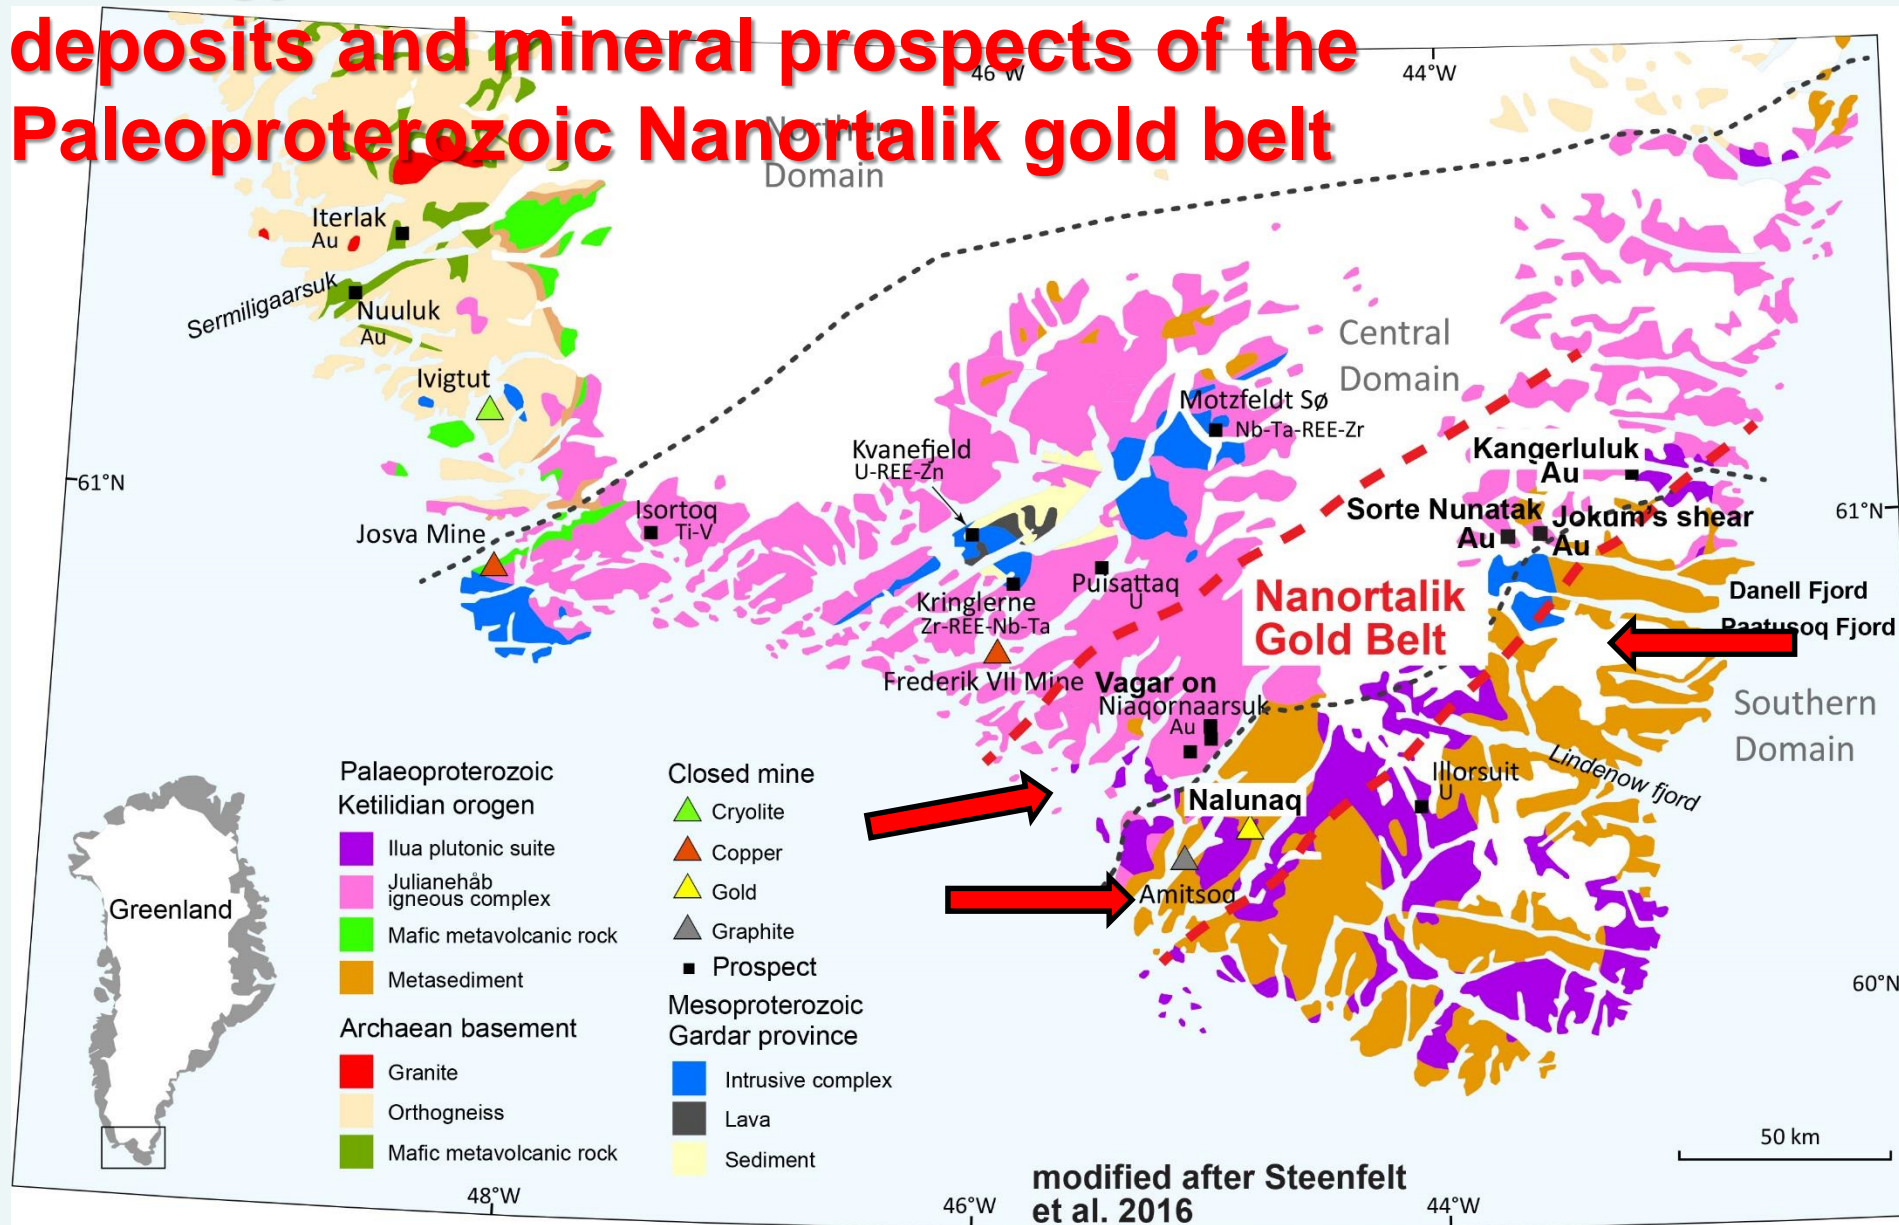 deposits and mineral prospects of the
Paleoproterozoic Nanortalik gold belt
46°W
44°W
Northern
Domain
Iterlak
Au
Sermiligaarsuk
Nuuluk
Au
Ivigtut
Central
Domain
Motzfeldt Sø
Nb-Ta-REE-Zr
Kvanefjeld
U-REE-Zn
Kangerluluk
Au
61°N
Josva Mine
Isortoq
Ti-V
Sorte Nunatak
Au
Jokum's shear
Au
61°N
Puisattaq
U
Kringlerne
Zr-REE-Nb-Ta
Nanortalik
Gold Belt
Danell Fjord
Paatusoq Fjord
Frederik VII Mine
Vagar on
Niaqornaarsuk
Au
Southern
Domain
Lindenow fjord
Illorsuit
U
Nalunaq
Amitsoq
60°N
Greenland
Palaeoproterozoic
Ketilidian orogen
Ilua plutonic suite
Julianehåb
igneous complex
Mafic metavolcanic rock
Metasediment
Archaean basement
Granite
Orthogneiss
Mafic metavolcanic rock
Closed mine
Cryolite
Copper
Gold
Graphite
Prospect
Mesoproterozoic
Gardar province
Intrusive complex
Lava
Sediment
50 km
modified after Steenfelt
et al. 2016
48°W
46°W
44°W